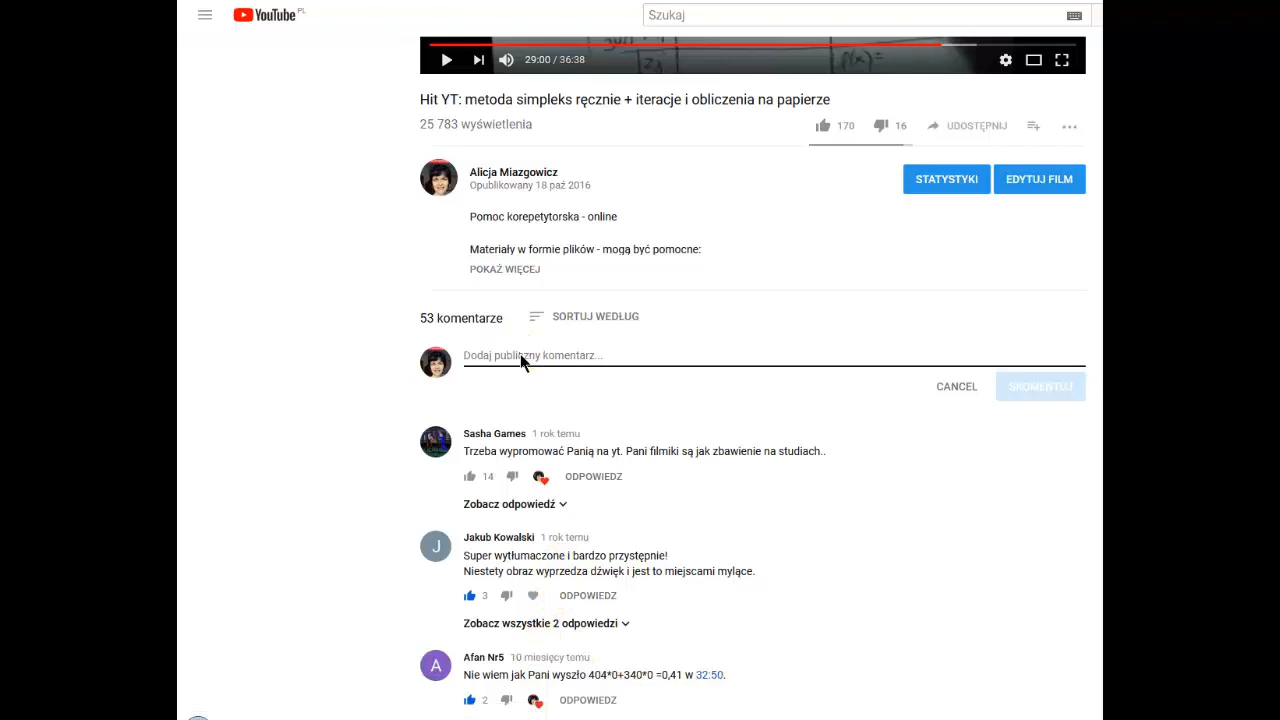 YouTube PL
Szukaj
29:00 / 36:38
Hit YT: metoda simpleks ręcznie + iteracje i obliczenia na papierze
25 783 wyświetlenia
170
16
UDOSTĘPNIJ
Alicja Miazgowicz
Opublikowany 18 paź 2016
STATYSTYKI
EDYTUJ FILM
Pomoc korepetytorska - online
Materiały w formie plików - mogą być pomocne:
POKAŻ WIĘCEJ
53 komentarze
SORTUJ WEDŁUG
Dodaj publiczny komentarz...
CANCEL
SKOMENTUJ
Sasha Games 1 rok temu
Trzeba wypromować Panią na yt. Pani filmiki są jak zbawienie na studiach..
14
ODPOWIEDZ
Zobacz odpowiedź
J
Jakub Kowalski 1 rok temu
Super wytłumaczone i bardzo przystępnie!
Niestety obraz wyprzedza dźwięk i jest to miejscami mylące.
3
ODPOWIEDZ
Zobacz wszystkie 2 odpowiedzi
A
Afan Nr5 10 miesięcy temu
Nie wiem jak Pani wyszło 404*0+340*0 =0,41 w 32:50.
2
ODPOWIEDZ